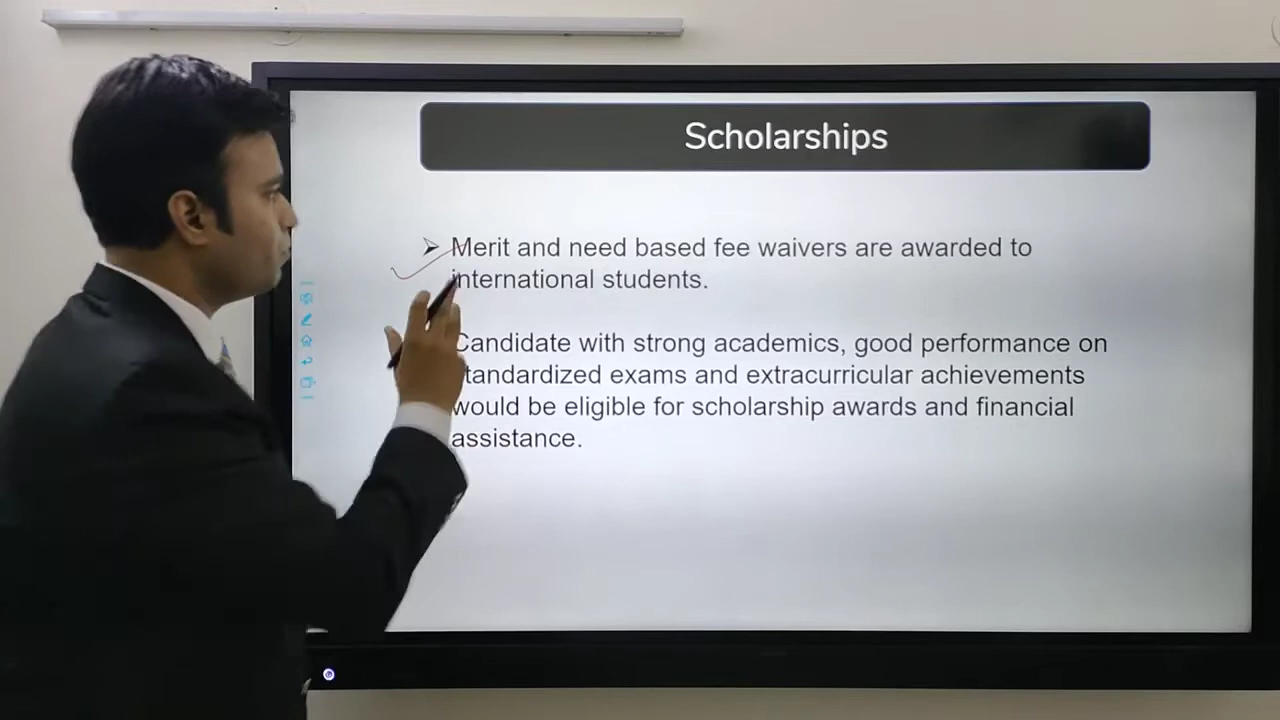 Scholarships
Merit and need based fee waivers are awarded to
international students.
Candidate with strong academics, good performance on
standardized exams and extracurricular achievements
would be eligible for scholarship awards and financial
assistance.